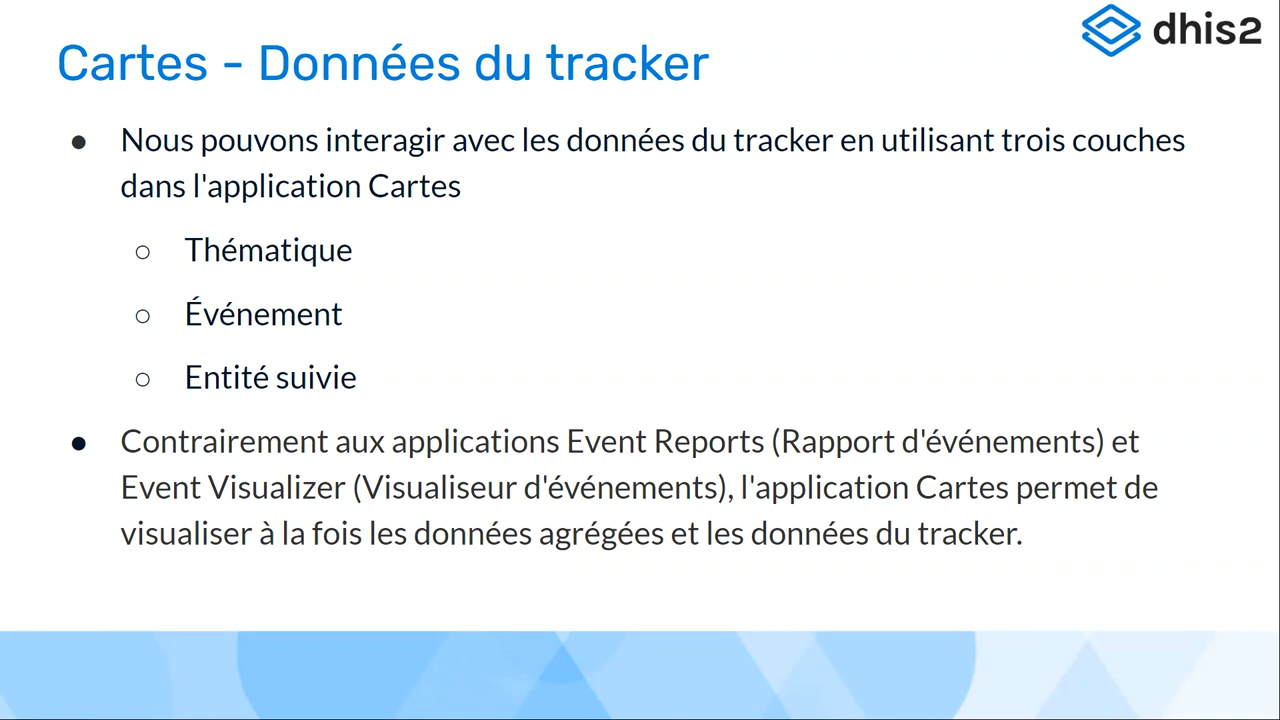 dhis2
Cartes - Données du tracker
● Nous pouvons interagir avec les données du tracker en utilisant trois couches
dans l'application Cartes
○ Thématique
○ Événement
○ Entité suivie
● Contrairement aux applications Event Reports (Rapport d'événements) et
Event Visualizer (Visualiseur d'événements), l'application Cartes permet de
visualiser à la fois les données agrégées et les données du tracker.